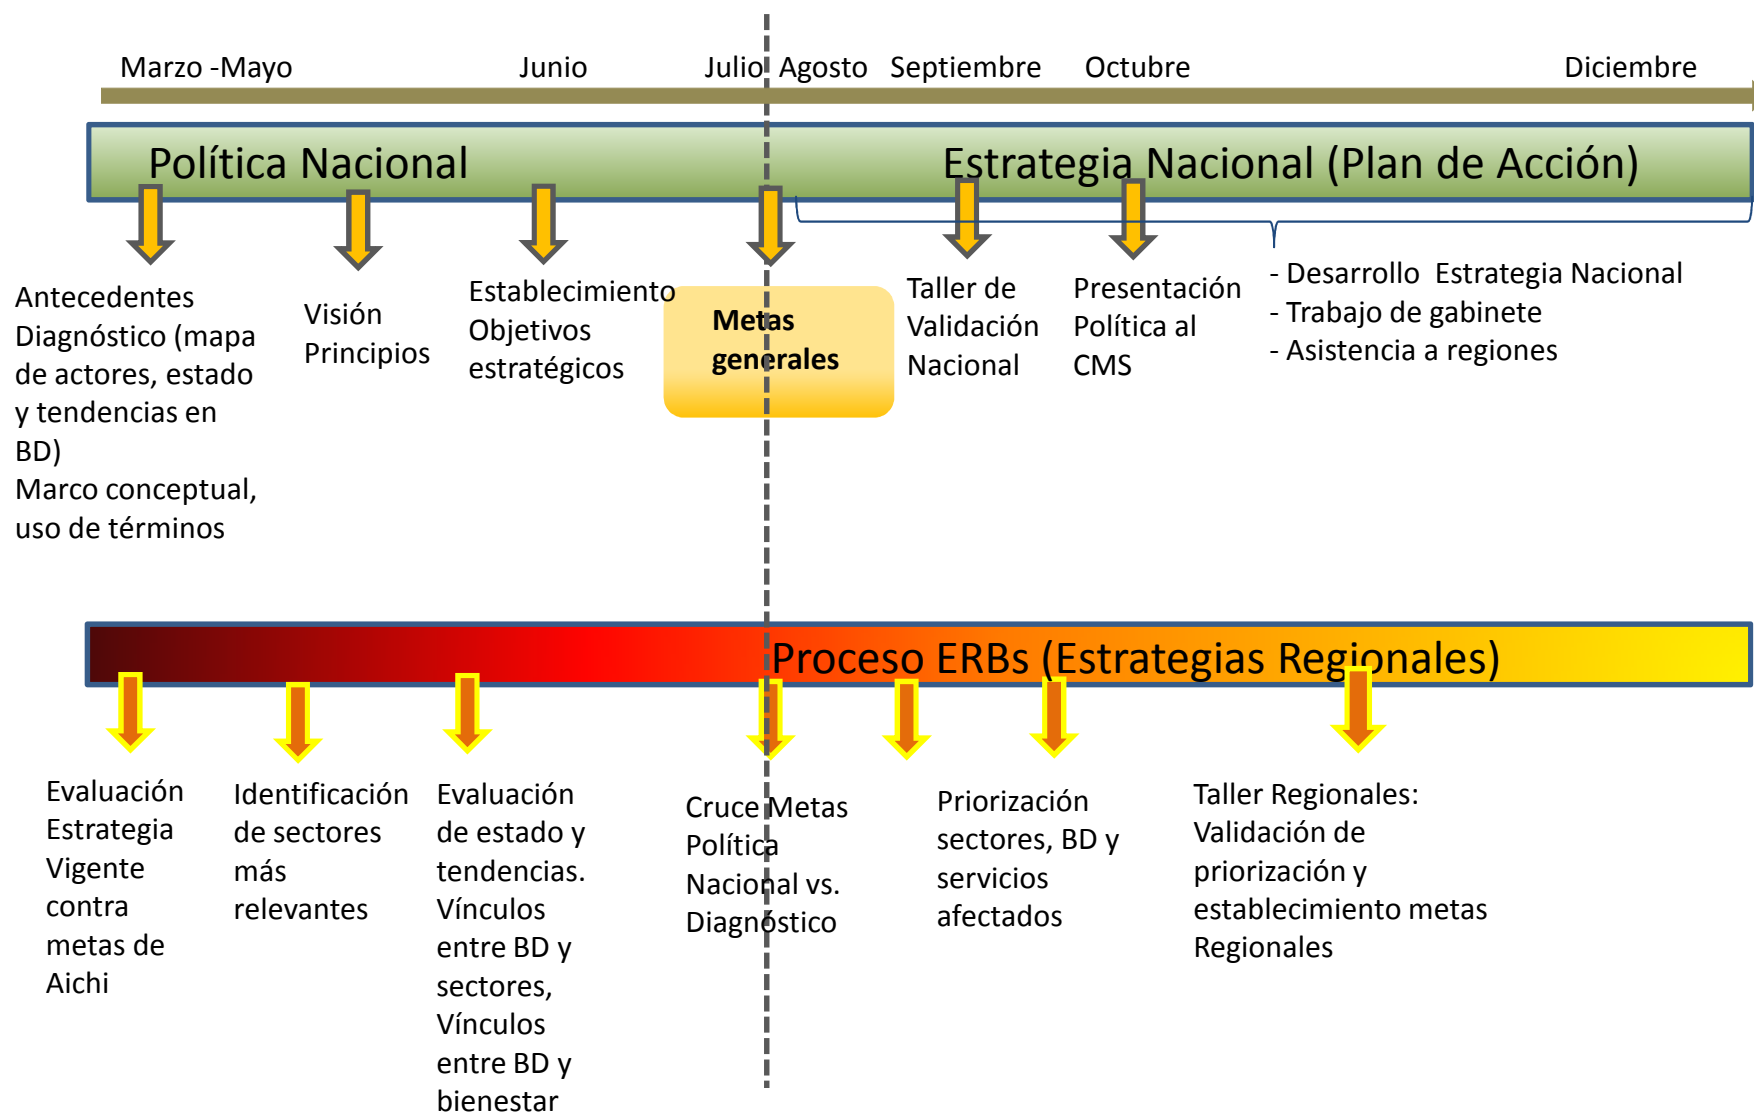 Marzo -Mayo
Junio
Julio
Agosto
Septiembre
Octubre
Diciembre
Política Nacional
Estrategia Nacional (Plan de Acción)
Antecedentes
Diagnóstico (mapa
de actores, estado
y tendencias en
BD)
Marco conceptual,
uso de términos
Visión
Principios
Establecimiento
Objetivos
estratégicos
Metas
generales
Taller de
Validación
Nacional
Presentación
Política al
CMS
- Desarrollo  Estrategia Nacional
- Trabajo de gabinete
- Asistencia a regiones
Proceso ERBs (Estrategias Regionales)
Evaluación
Estrategia
Vigente
contra
metas de
Aichi
Identificación
de sectores
más
relevantes
Evaluación
de estado y
tendencias.
Vínculos
entre BD y
sectores,
Vínculos
entre BD y
bienestar
Cruce Metas
Política
Nacional vs.
Diagnóstico
Priorización
sectores, BD y
servicios
afectados
Taller Regionales:
Validación de
priorización y
establecimiento metas
Regionales